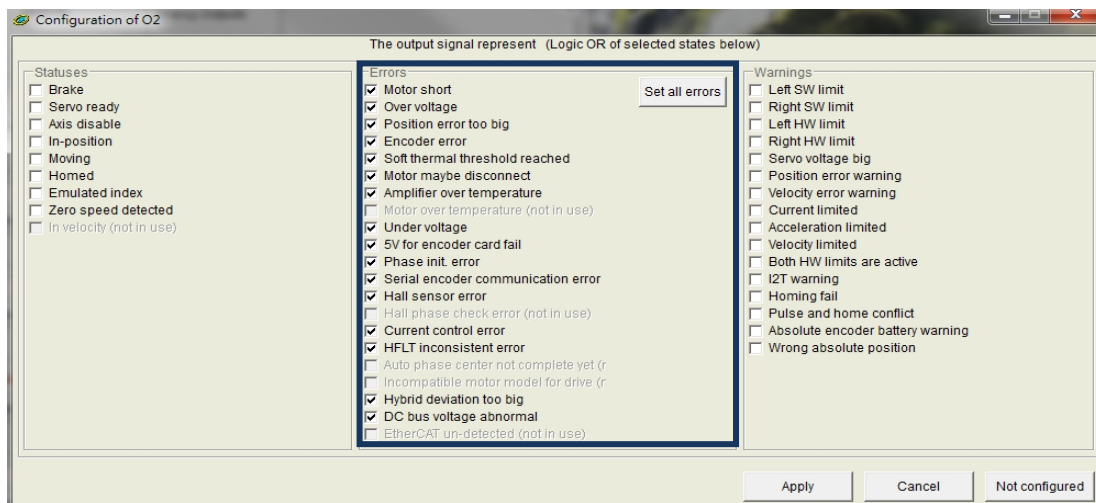 Configuration of O2
The output signal represent (Logic OR of selected states below)
Statuses
Brake
Servo ready
Axis disable
In-position
Moving
Homed
Emulated index
Zero speed detected
In velocity (not in use)
Errors
Set all errors
Motor short
Over voltage
Position error too big
Encoder error
Soft thermal threshold reached
Motor maybe disconnect
Amplifier over temperature
Motor over temperature (not in use)
Under voltage
5V for encoder card fail
Phase init. error
Serial encoder communication error
Hall sensor error
Hall phase check error (not in use)
Current control error
HFLT inconsistent error
Auto phase center not complete yet (r
Incompatible motor model for drive (r
Hybrid deviation too big
DC bus voltage abnormal
EtherCAT un-detected (not in use)
Warnings
Left SW limit
Right SW limit
Left HW limit
Right HW limit
Servo voltage big
Position error warning
Velocity error warning
Current limited
Acceleration limited
Velocity limited
Both HW limits are active
I2T warning
Homing fail
Pulse and home conflict
Absolute encoder battery warning
Wrong absolute position
Apply
Cancel
Not configured